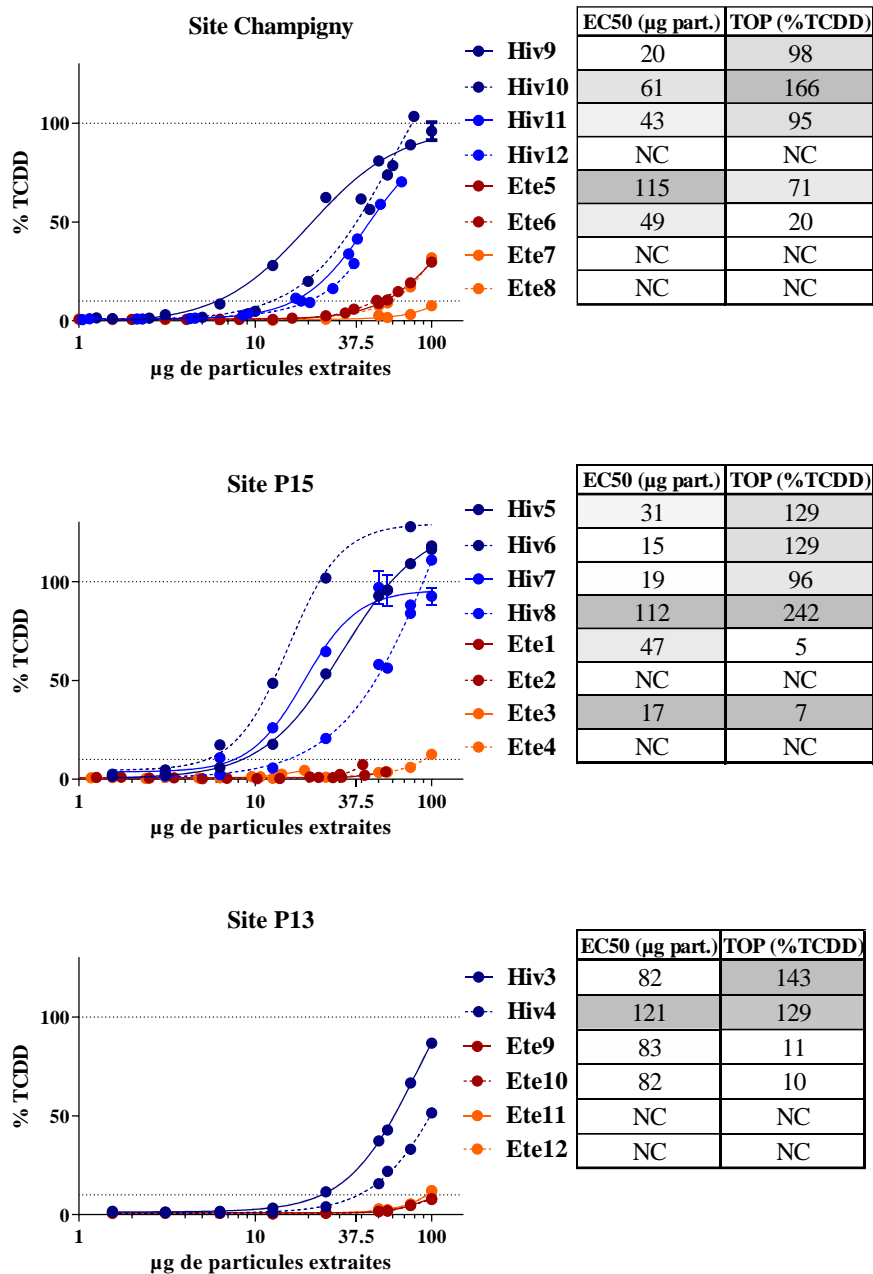 Site Champigny
% TCDD
100
50
0
1
10
37.5
100
µg de particules extraites
EC50 (µg part.) TOP (%TCDD)
Hiv9 20 98
Hiv10 61 166
Hiv11 43 95
Hiv12 NC NC
Ete5 115 71
Ete6 49 20
Ete7 NC NC
Ete8 NC NC
Site P15
% TCDD
100
50
0
1
10
37.5
100
µg de particules extraites
EC50 (µg part.) TOP (%TCDD)
Hiv5 31 129
Hiv6 15 129
Hiv7 19 96
Hiv8 112 242
Ete1 47 5
Ete2 NC NC
Ete3 17 7
Ete4 NC NC
Site P13
% TCDD
100
50
0
1
10
37.5
100
µg de particules extraites
EC50 (µg part.) TOP (%TCDD)
Hiv3 82 143
Hiv4 121 129
Ete9 83 11
Ete10 82 10
Ete11 NC NC
Ete12 NC NC